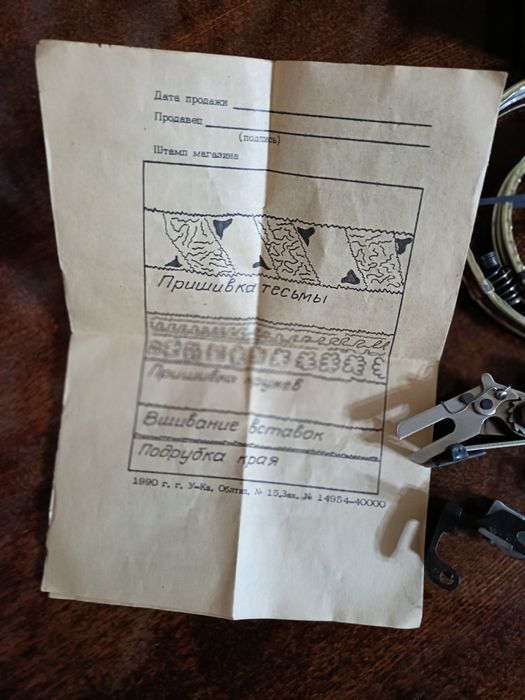 Дата продажи
Продавец
(подпись)
Штамп магазина
Пришивка тесьмы
Пришивка кружев
Вшивание вставок
Подрубка края
1990 г. г. У-Ка. Облтип. № 15.Зак. № 14954-40000